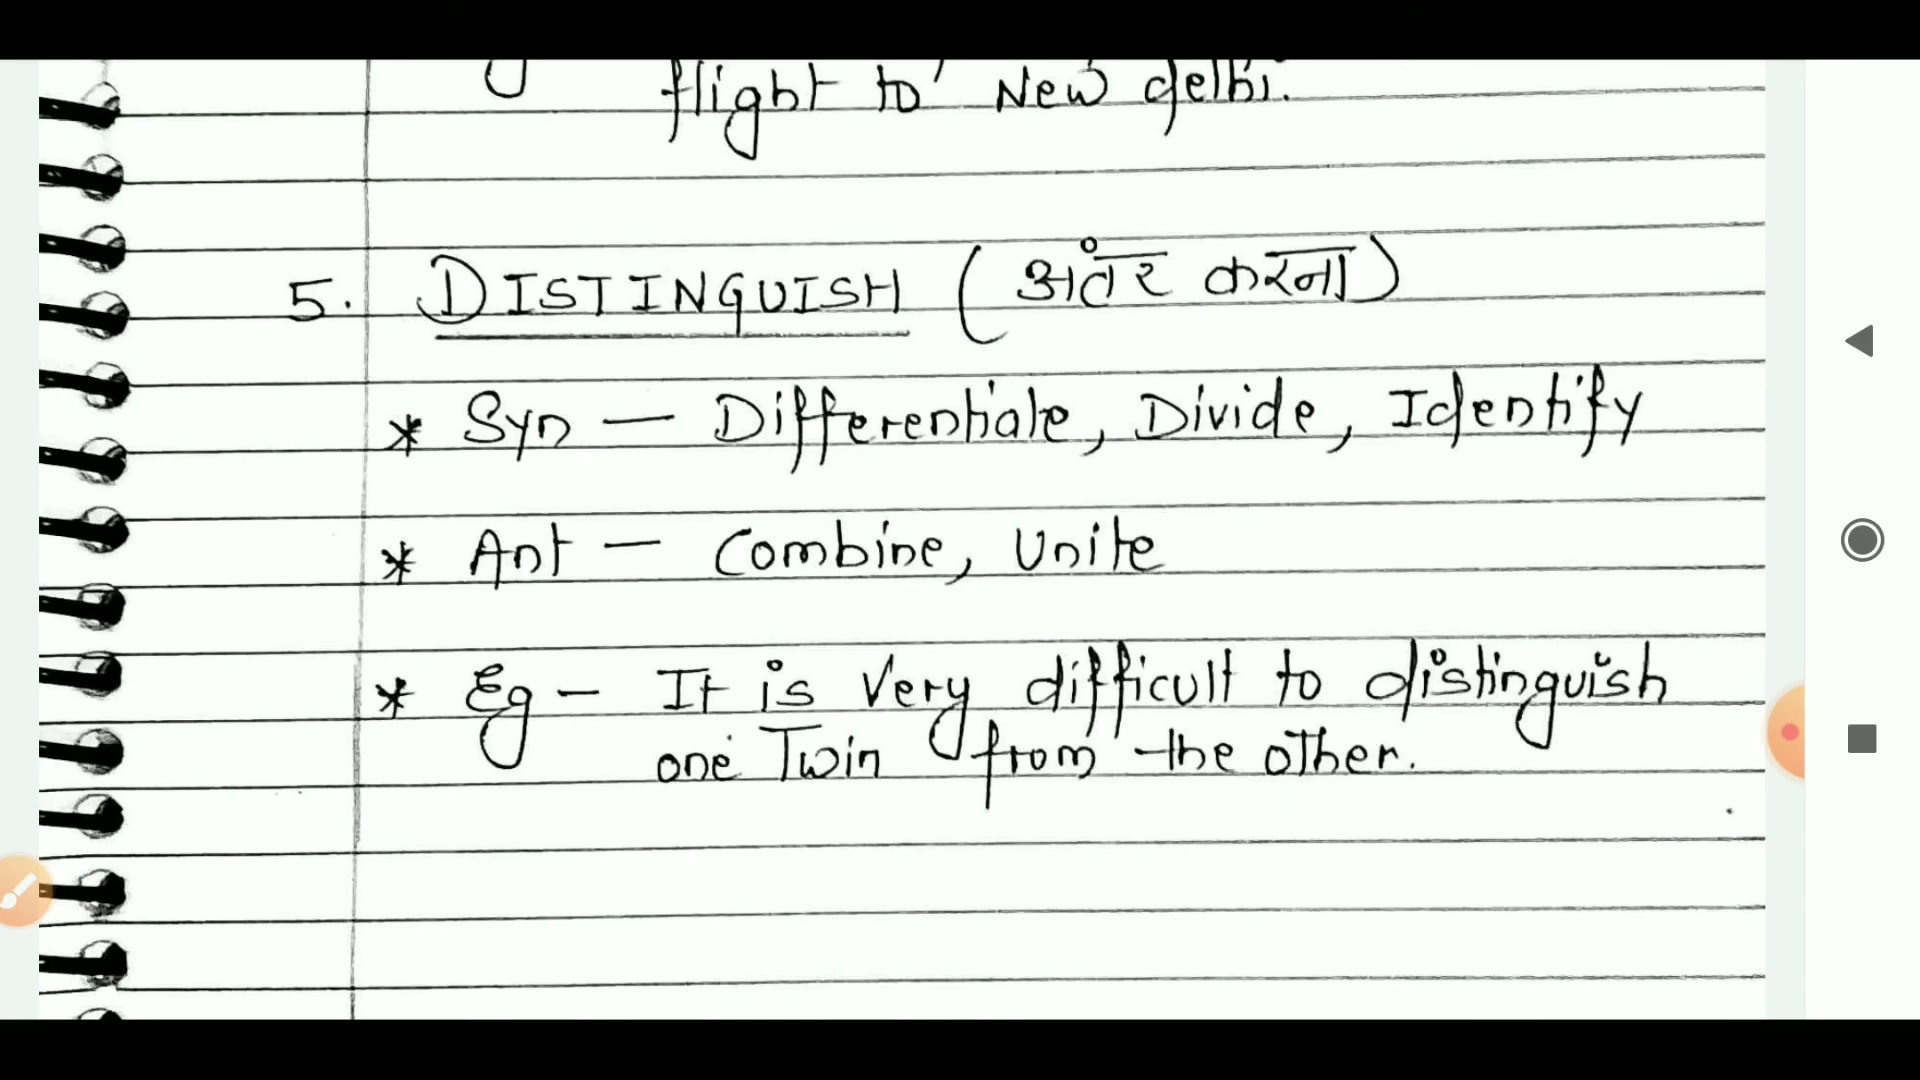 flight to New delhi.
5. DISTINGUISH (अंतर करना)
* Syn — Differentiate, Divide, Identify
* Ant — Combine, Unite
* Eg — It is Very difficult to distinguish
one Twin from the other.